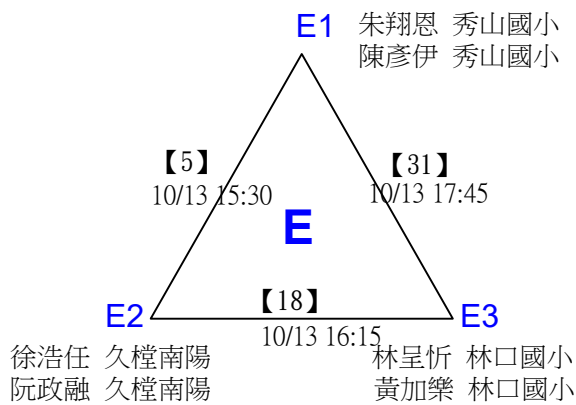 E1
朱翔恩 秀山國小
陳彥伊 秀山國小
【5】
10/13 15:30
【31】
10/13 17:45
E
【18】
10/13 16:15
E2
E3
徐浩任 久樘南陽
阮政融 久樘南陽
林呈忻 林口國小
黃加樂 林口國小